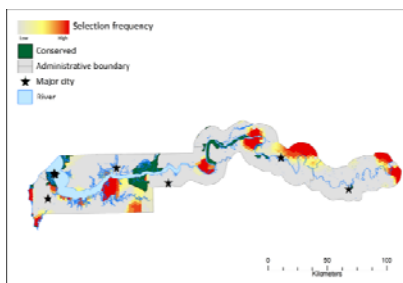 Selection frequency
Low High
Conserved
Administrative boundary
Major city
River
0 50 100
Kilometers